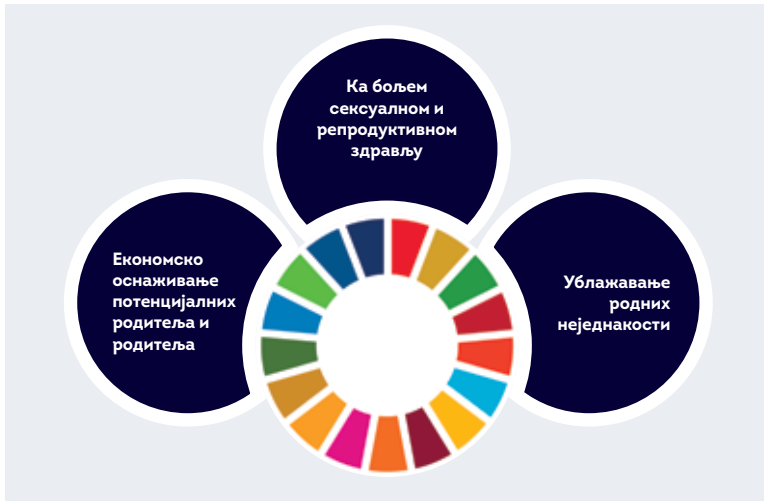 Ка бољем
сексуалном и
репродуктивном
здрављу
Економско
оснаживање
потенцијалних
родитеља и
родитеља
Ублажавање
родних
неједнакости